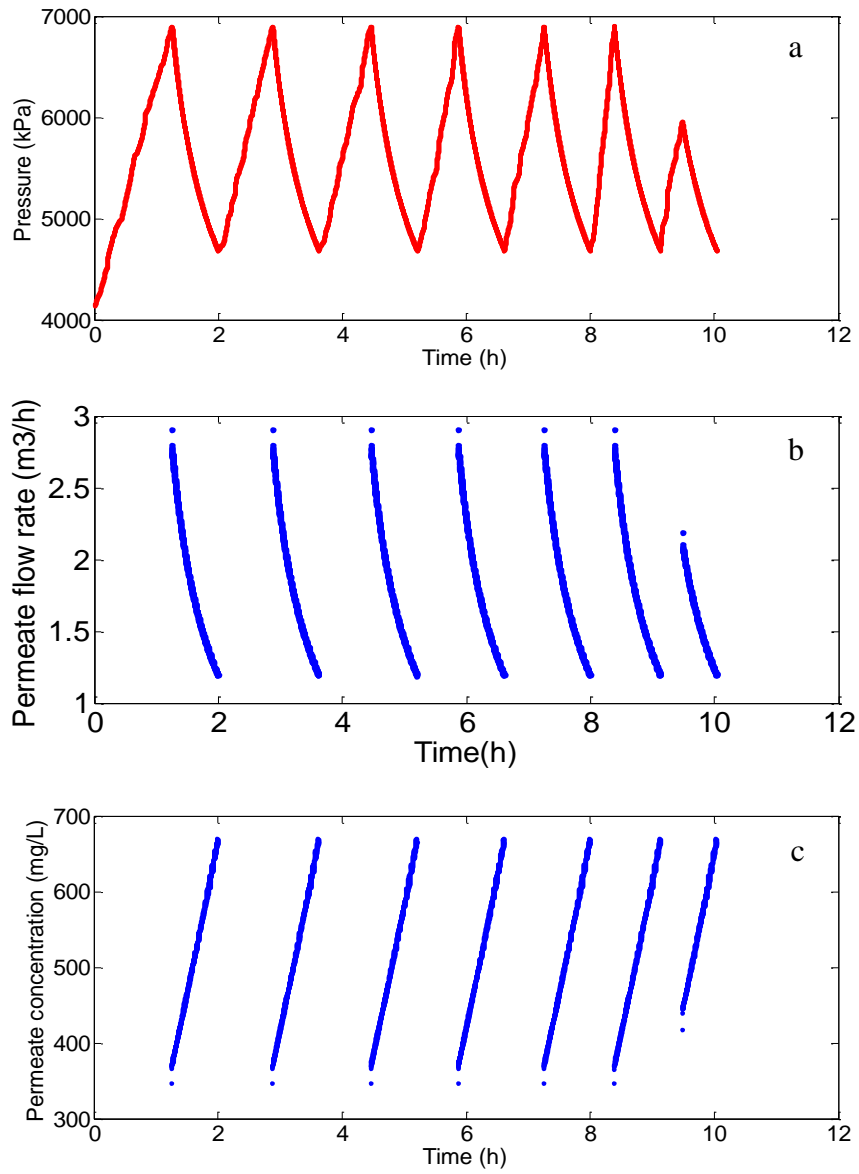 7000
6000
5000
4000
Pressure (kPa)
a
0 2 4 6 8 10 12
Time (h)
3
2.5
2
1.5
1
Permeate flow rate (m3/h)
b
0 2 4 6 8 10 12
Time(h)
700
600
500
400
300
Permeate concentration (mg/L)
c
0 2 4 6 8 10 12
Time (h)